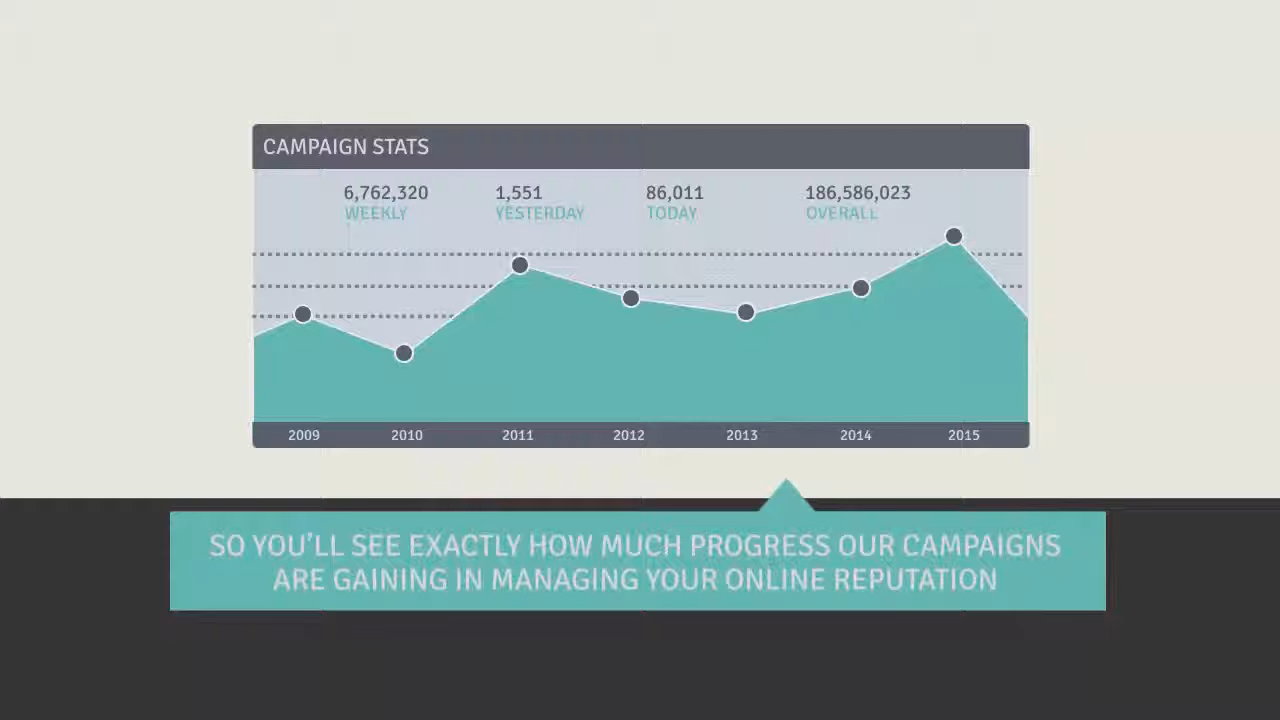 CAMPAIGN STATS
6,762,320 1,551 86,011 186,586,023
WEEKLY YESTERDAY TODAY OVERALL
2009 2010 2011 2012 2013 2014 2015
SO YOU'LL SEE EXACTLY HOW MUCH PROGRESS OUR CAMPAIGNS
ARE GAINING IN MANAGING YOUR ONLINE REPUTATION